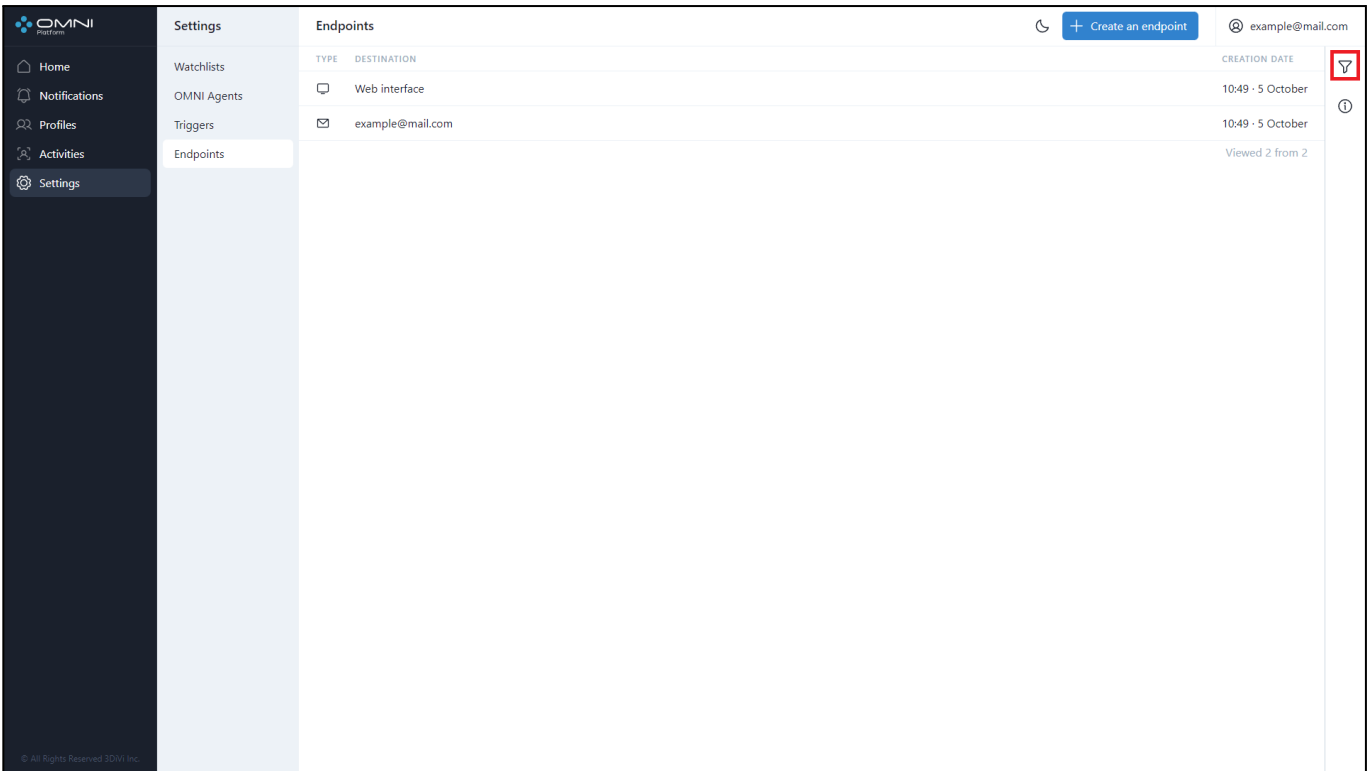 OMNI
Platform
Home
Notifications
Profiles
Activities
Settings
© All Rights Reserved 3DiVi Inc.
Settings
Watchlists
OMNI Agents
Triggers
Endpoints
Endpoints
Create an endpoint
example@mail.com
TYPE DESTINATION CREATION DATE
Web interface 10:49 · 5 October
example@mail.com 10:49 · 5 October
Viewed 2 from 2